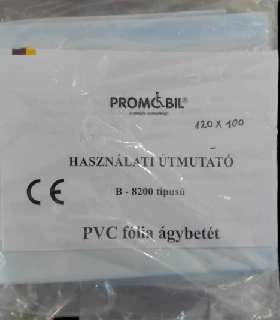 PROMOBIL®
120 x 100
HASZNÁLATI ÚTMUTATÓ
CE
B - 8200 típusú
PVC fólia ágybetét